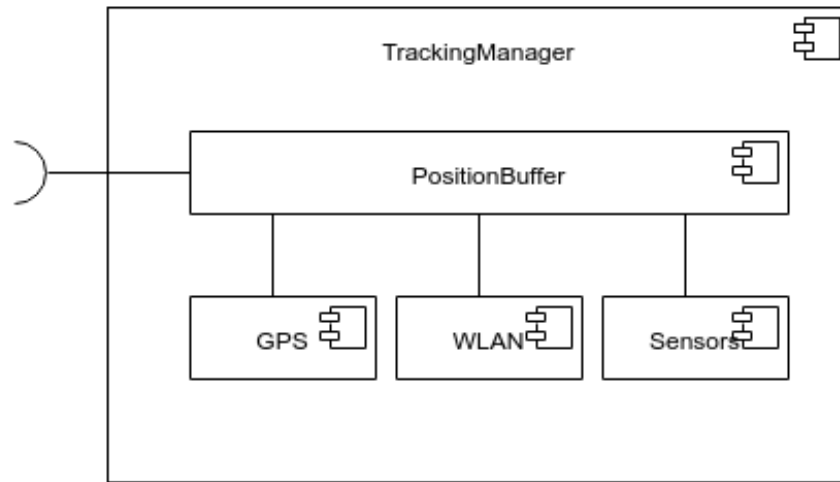 TrackingManager
PositionBuffer
GPS
WLAN
Sensors